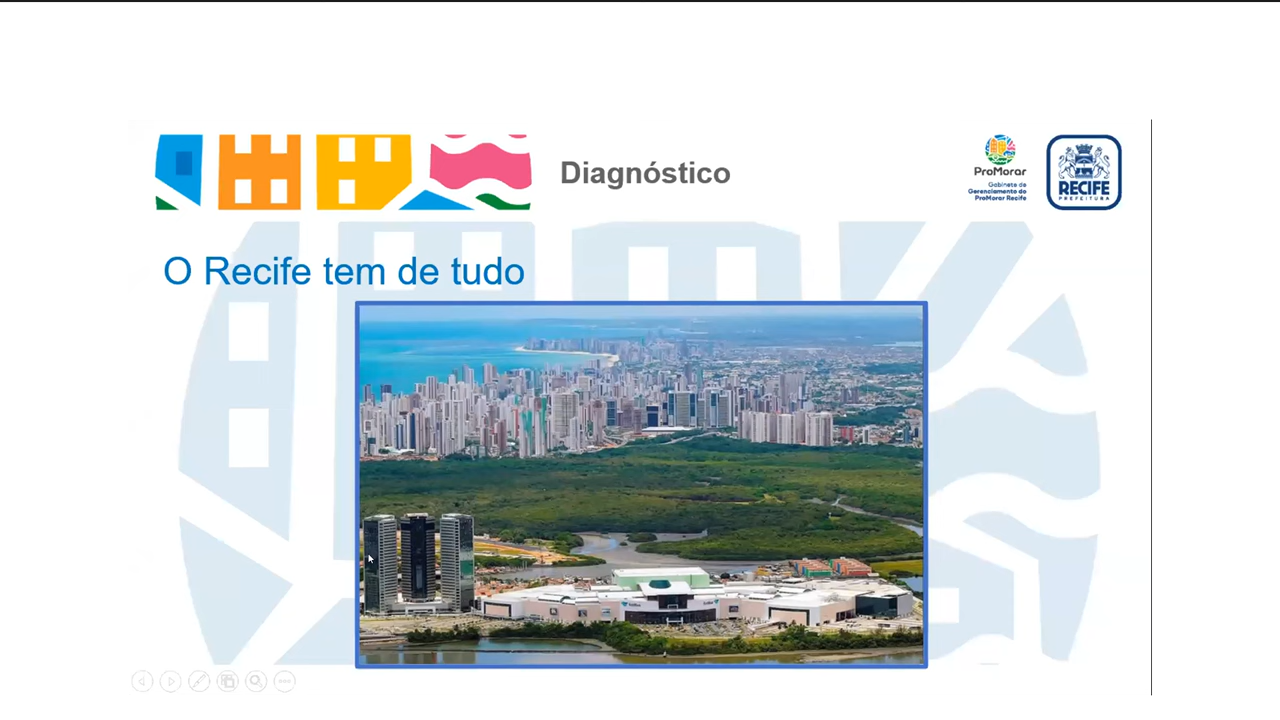 Diagnóstico
ProMorar
Gabinete de
Gerenciamento do
ProMorar Recife
RECIFE
PREFEITURA
O Recife tem de tudo